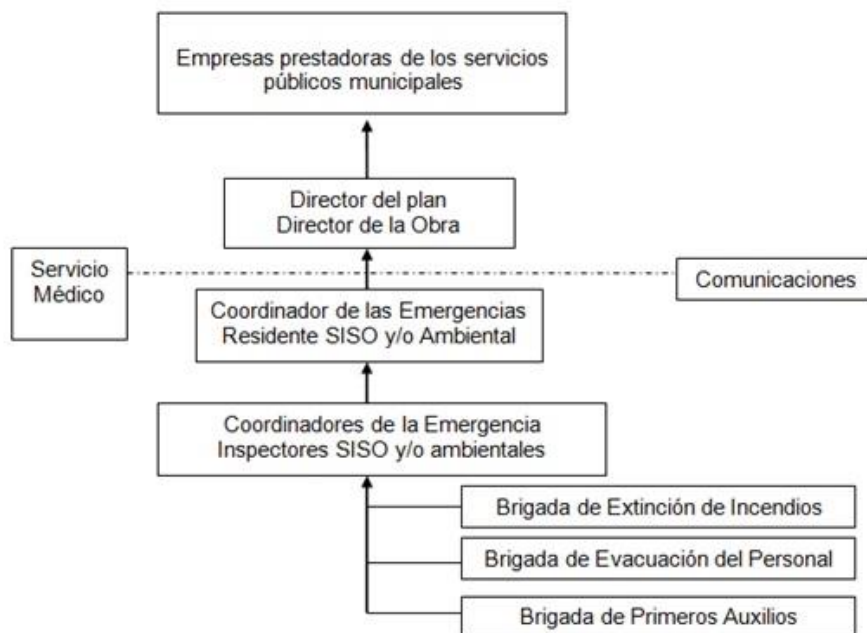 Empresas prestadoras de los servicios
públicos municipales
Director del plan
Director de la Obra
Servicio
Médico
Comunicaciones
Coordinador de las Emergencias
Residente SISO y/o Ambiental
Coordinadores de la Emergencia
Inspectores SISO y/o ambientales
Brigada de Extinción de Incendios
Brigada de Evacuación del Personal
Brigada de Primeros Auxilios